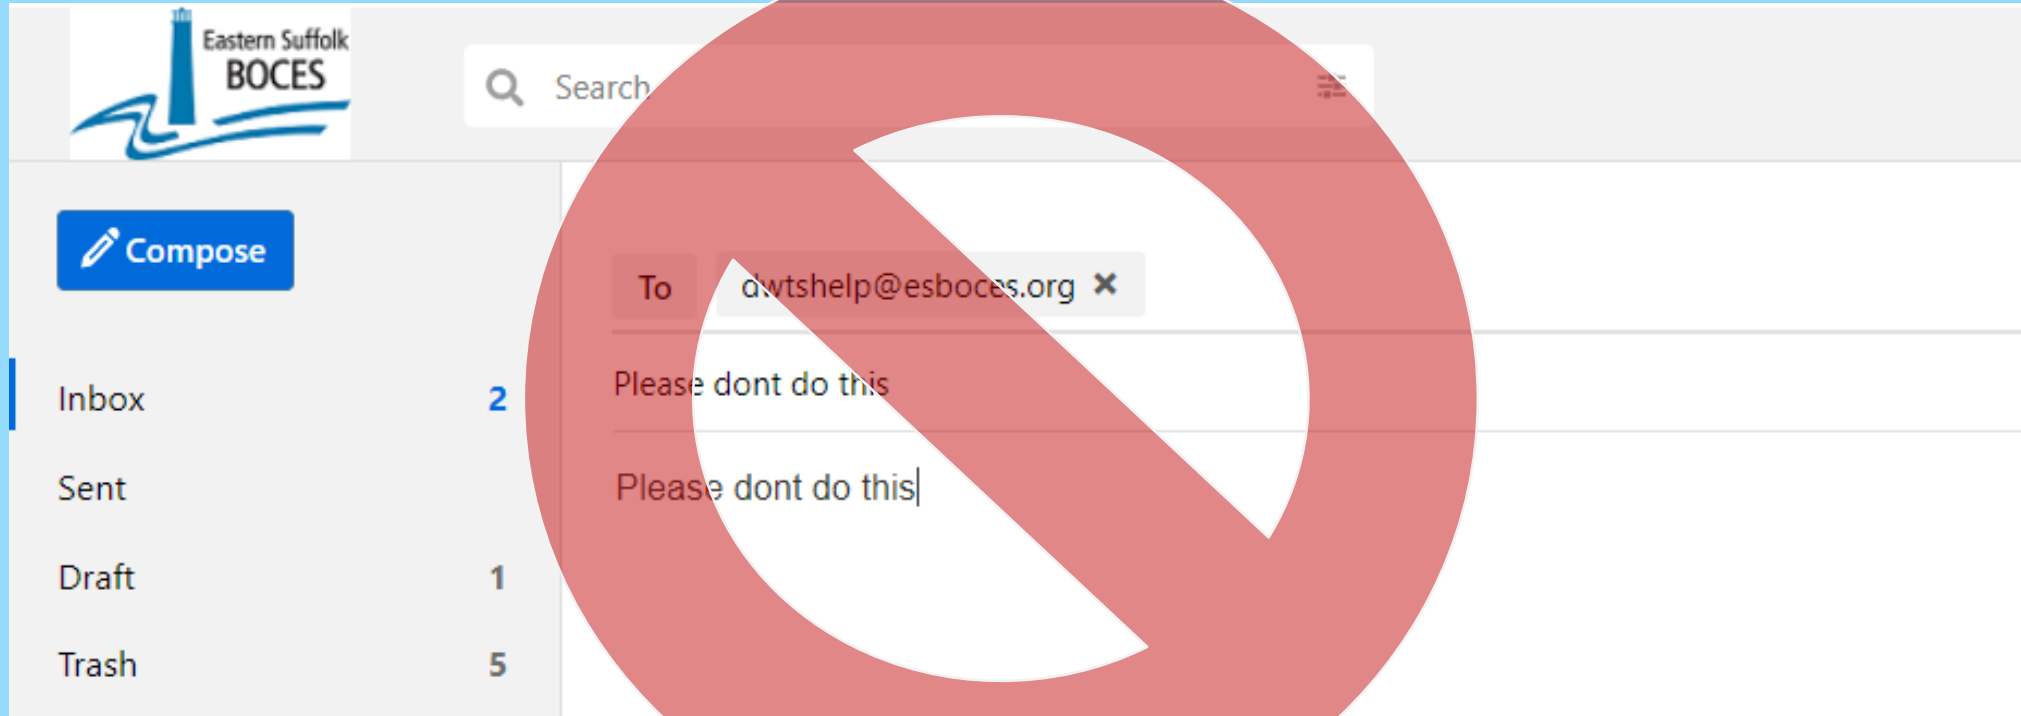 Eastern Suffolk
BOCES
Search
Compose
To dwtshelp@esboces.org
Inbox 2
Please dont do this
Sent
Please dont do this
Draft 1
Trash 5